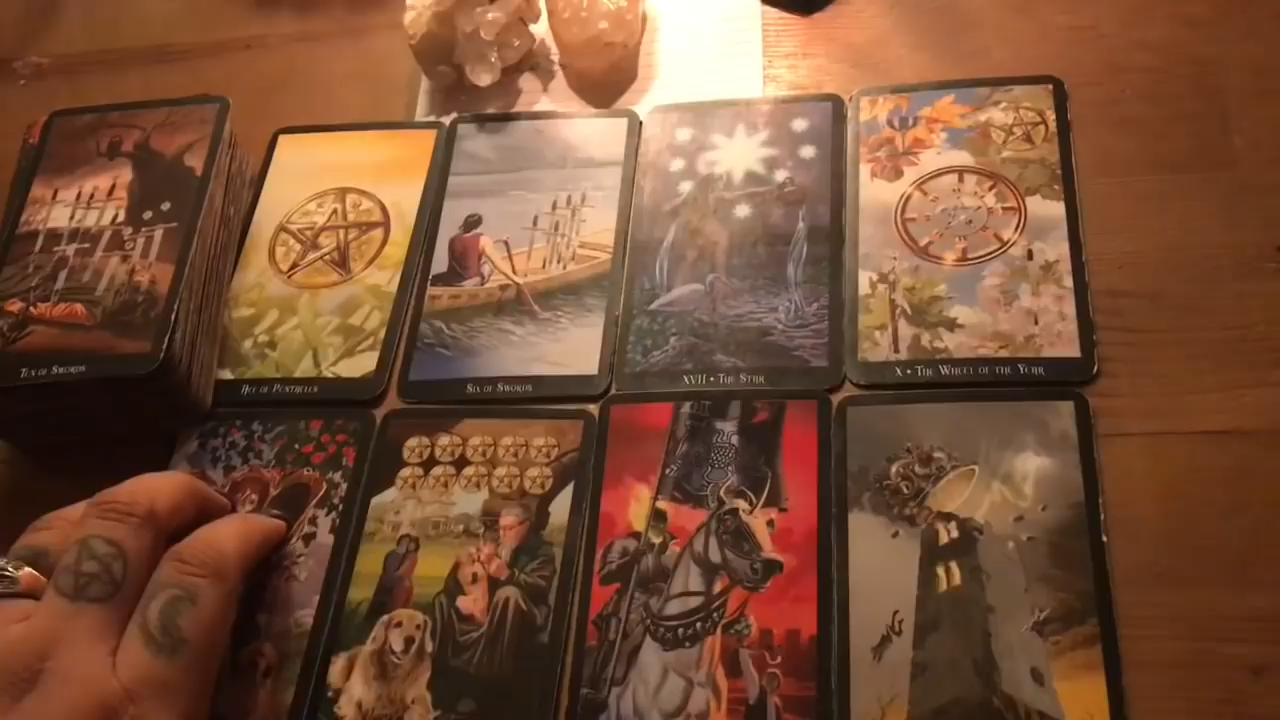 Ten of Swords
Ace of Pentacles
Six of Swords
XVII • The Star
X • The Wheel of the Year